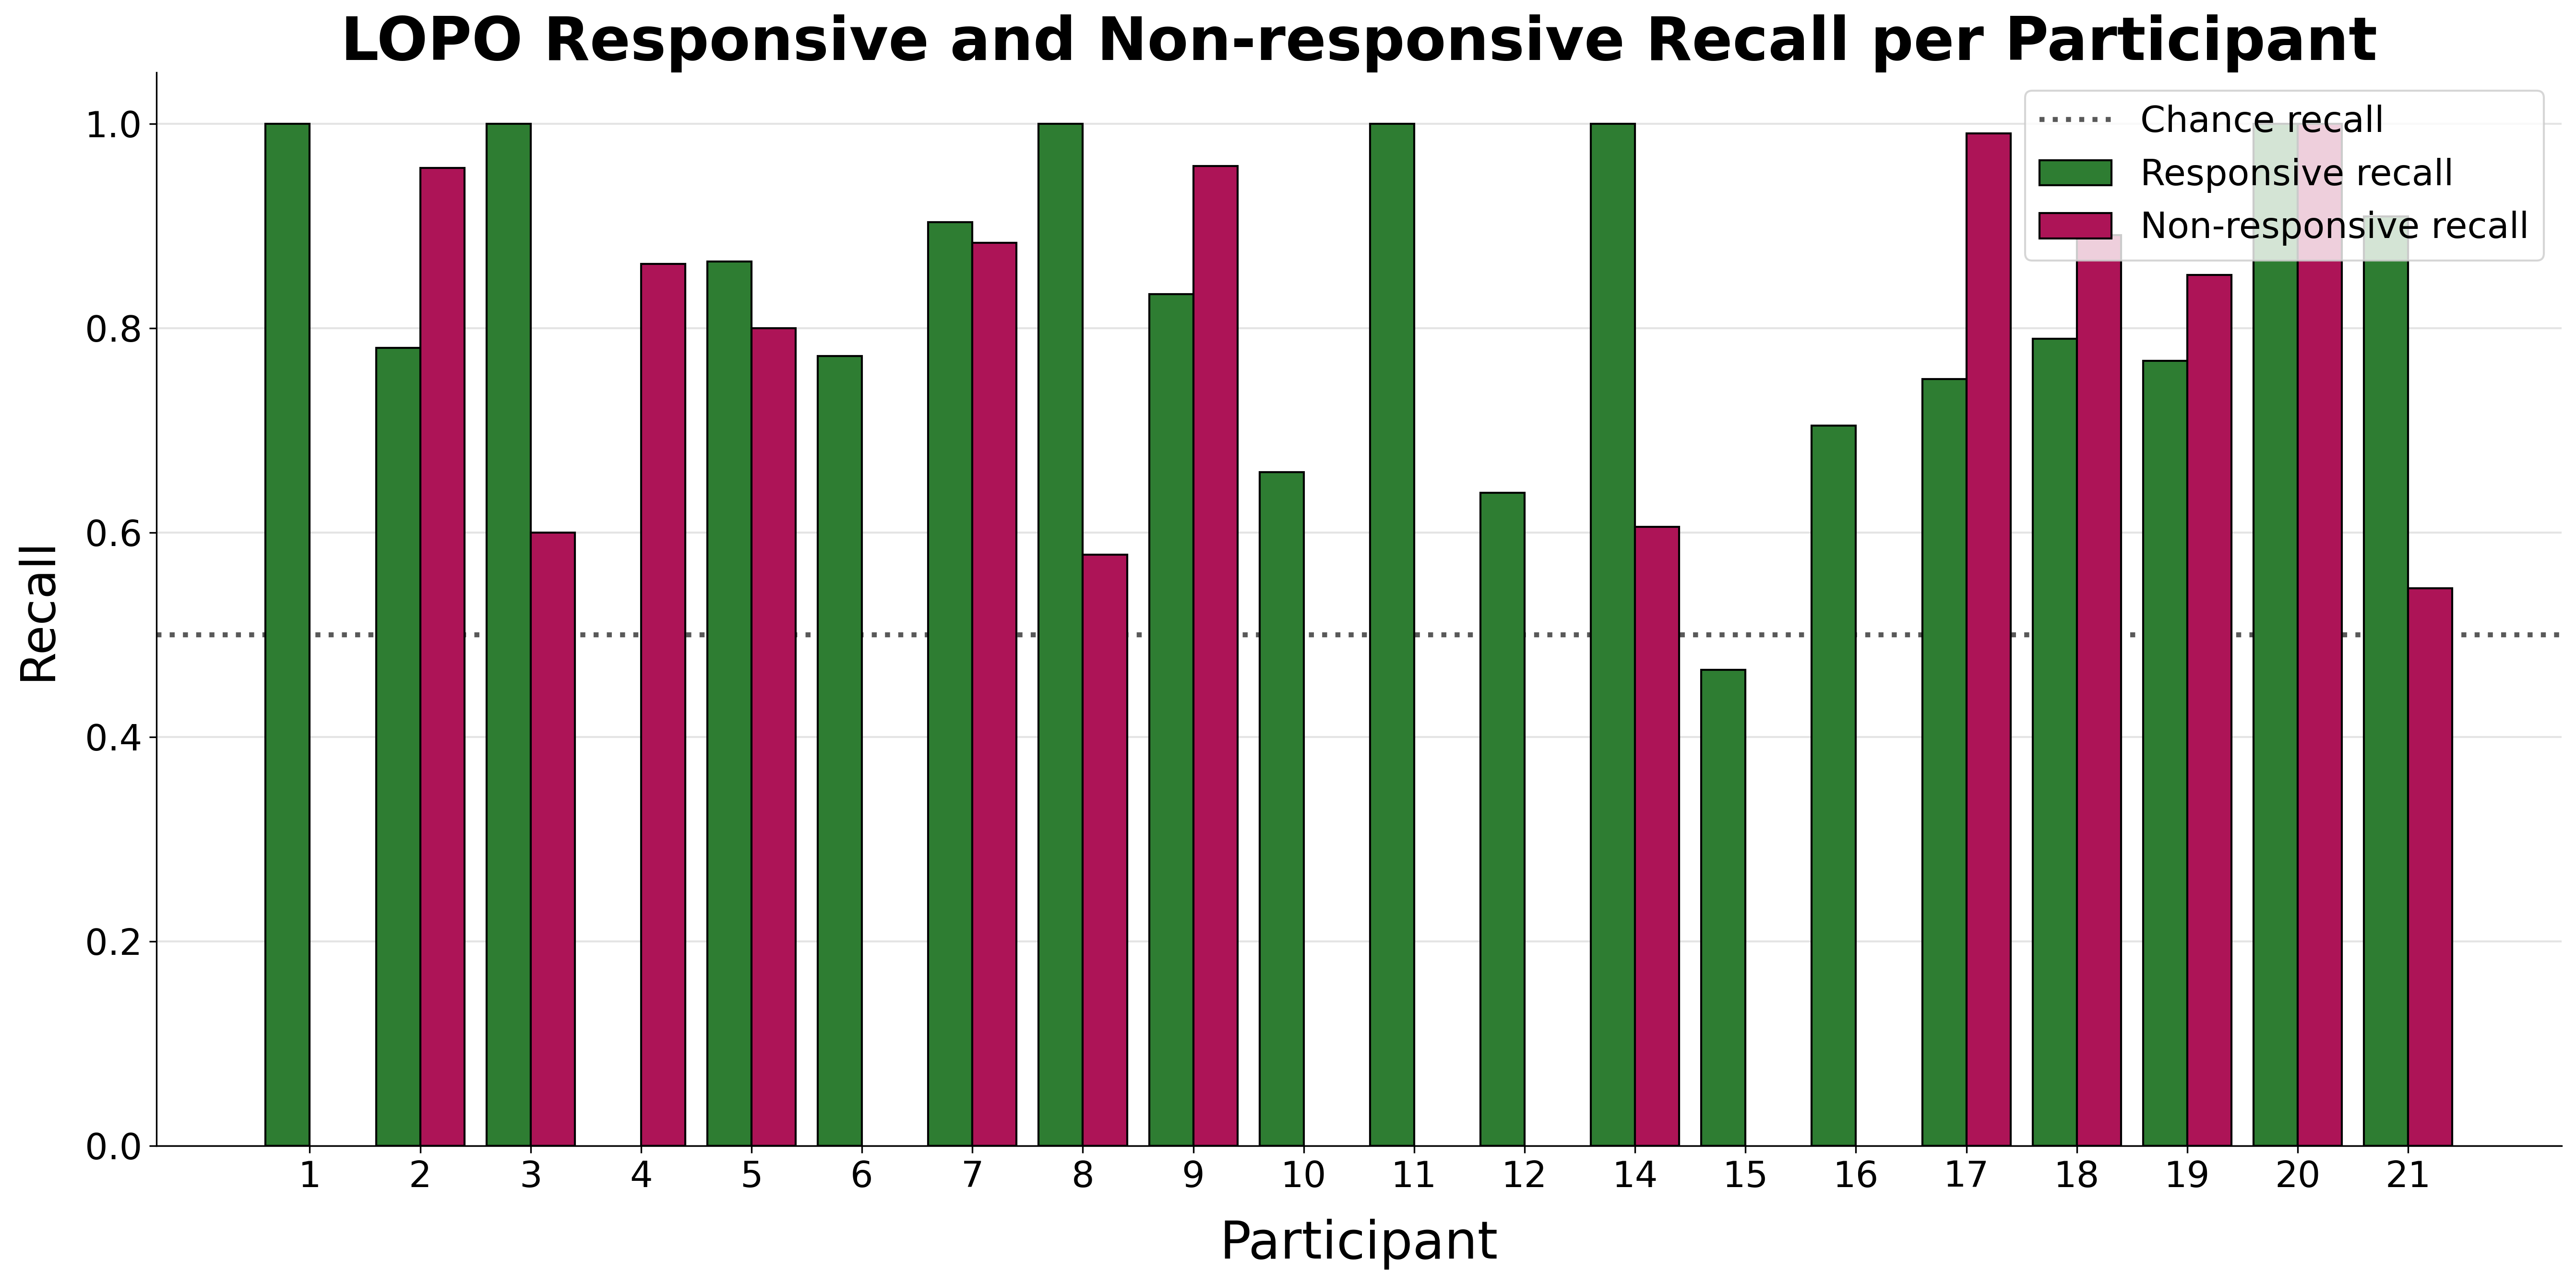 LOPO Responsive and Non-responsive Recall per Participant
Chance recall
Responsive recall
Non-responsive recall
Recall
1.0
0.8
0.6
0.4
0.2
0.0
1 2 3 4 5 6 7 8 9 10 11 12 14 15 16 17 18 19 20 21
Participant